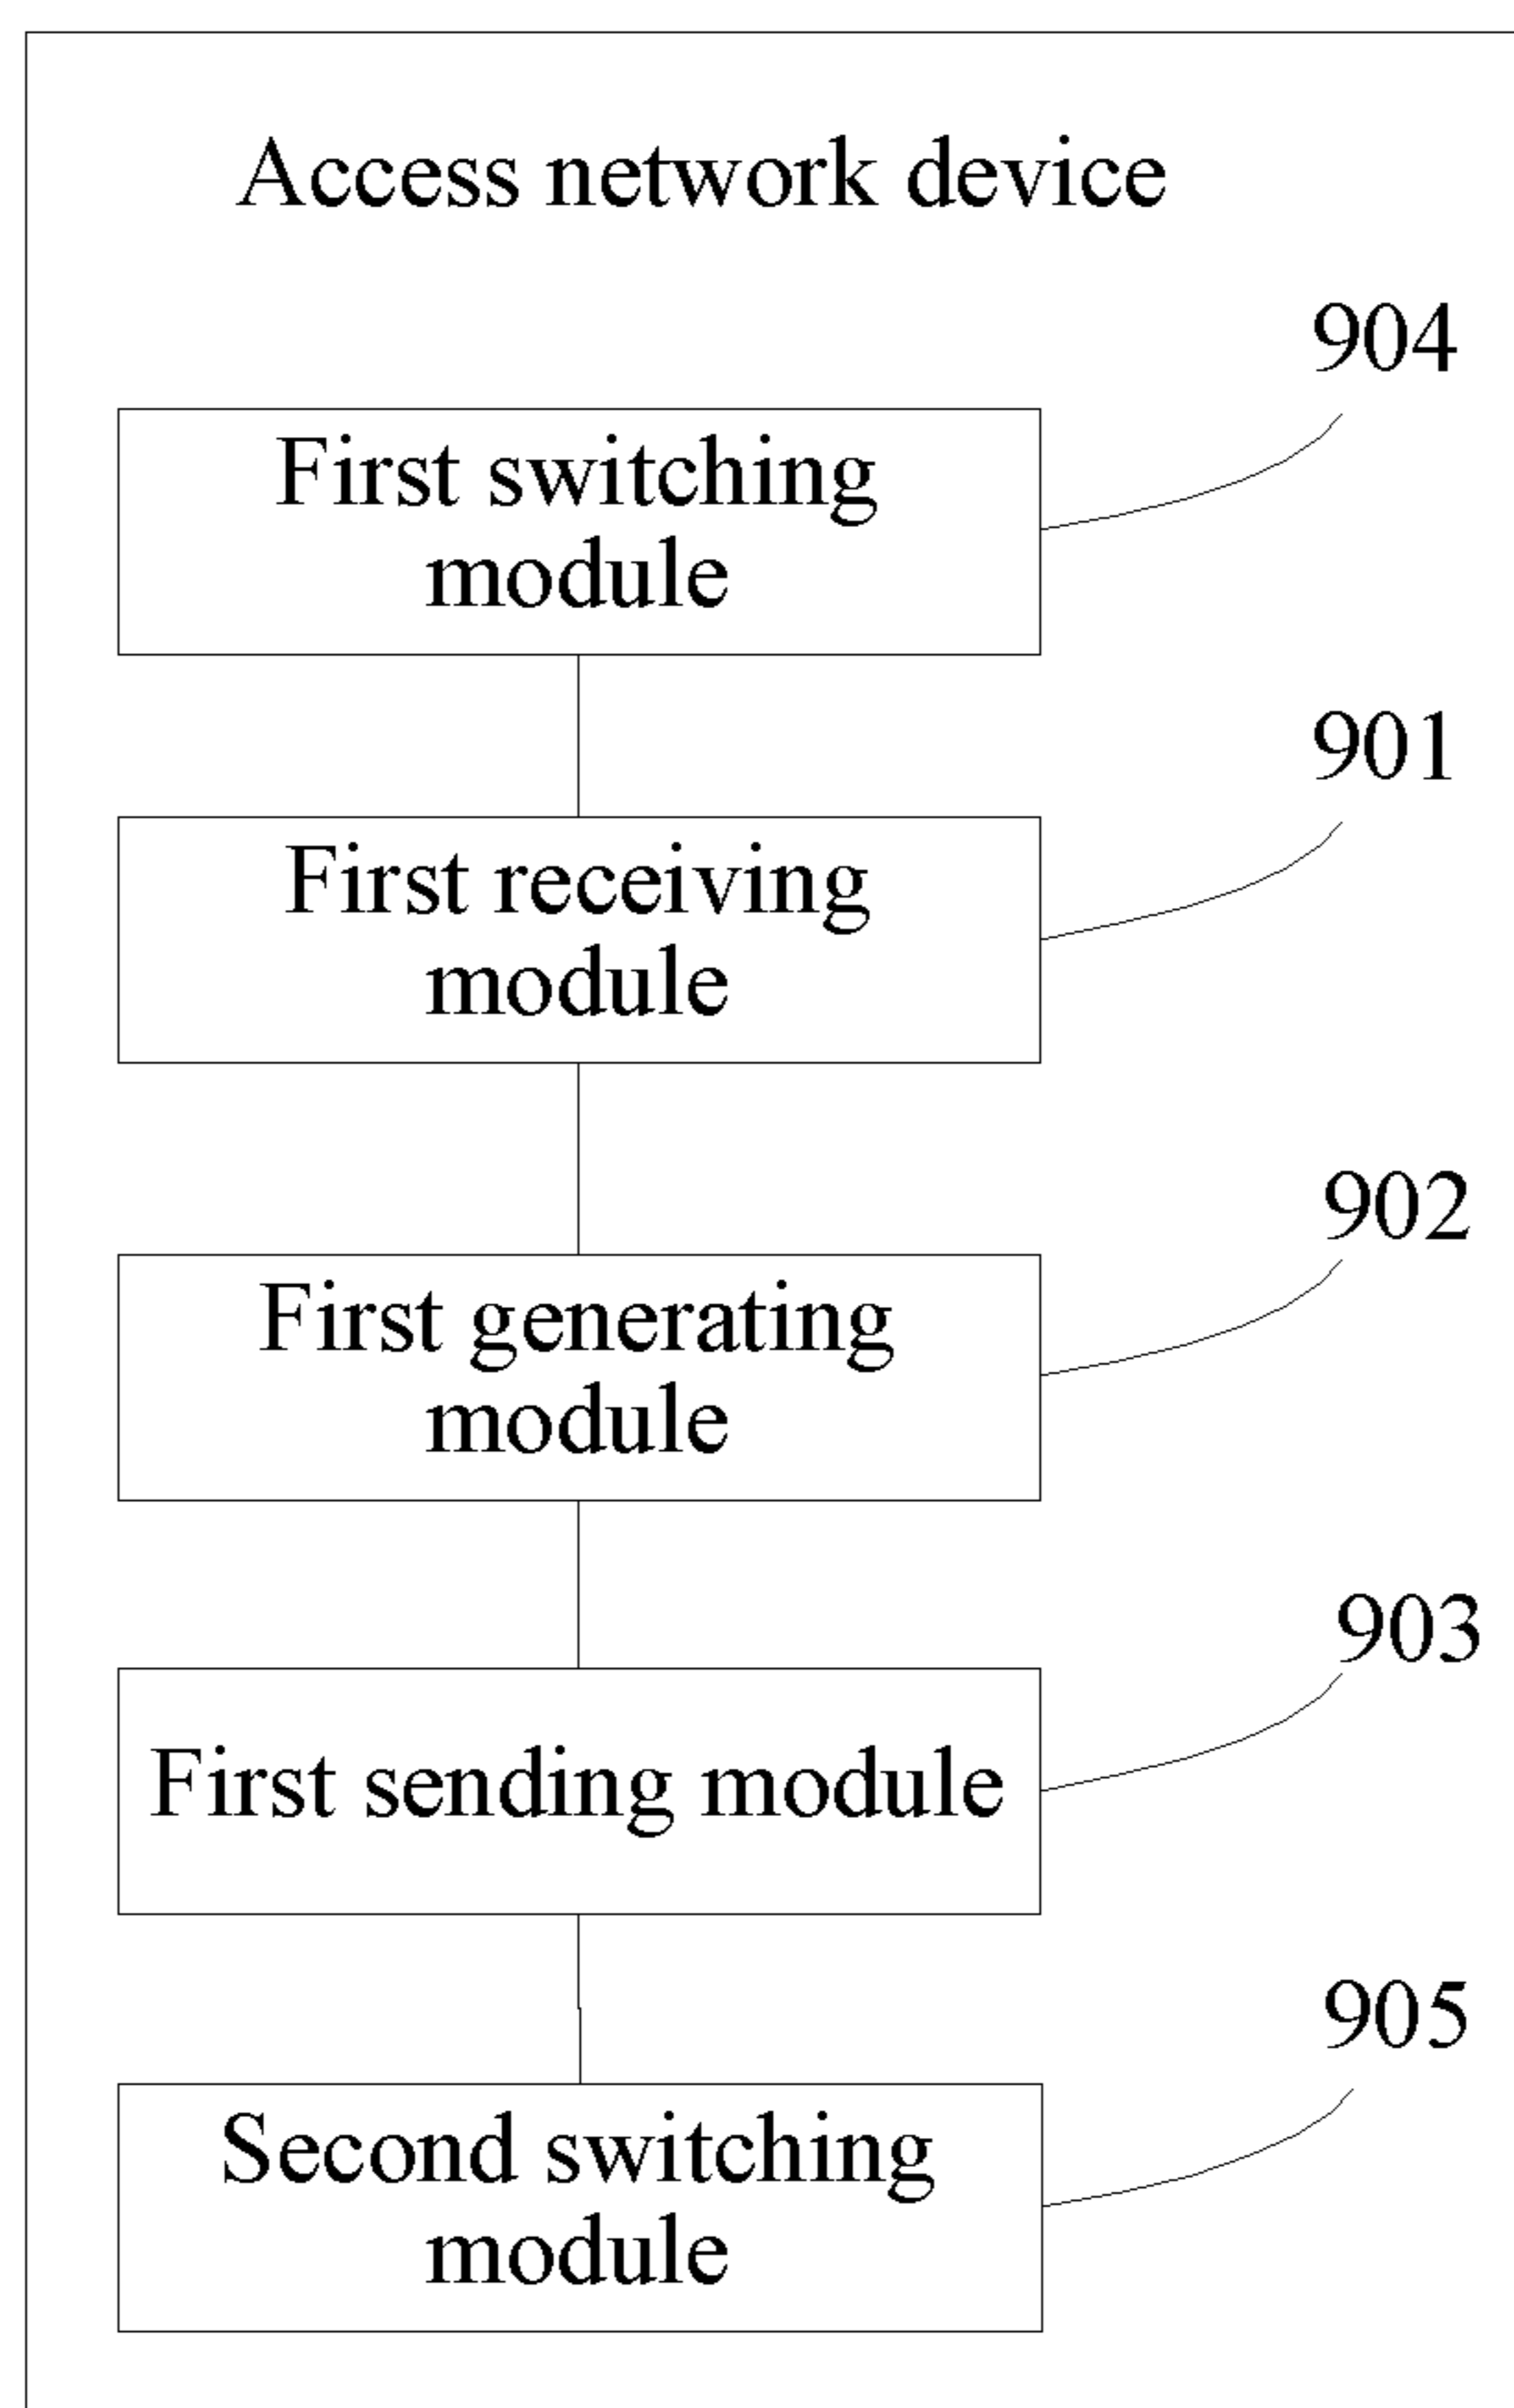 Access network device
904
First switching
module
901
First receiving
module
902
First generating
module
903
First sending module
905
Second switching
module